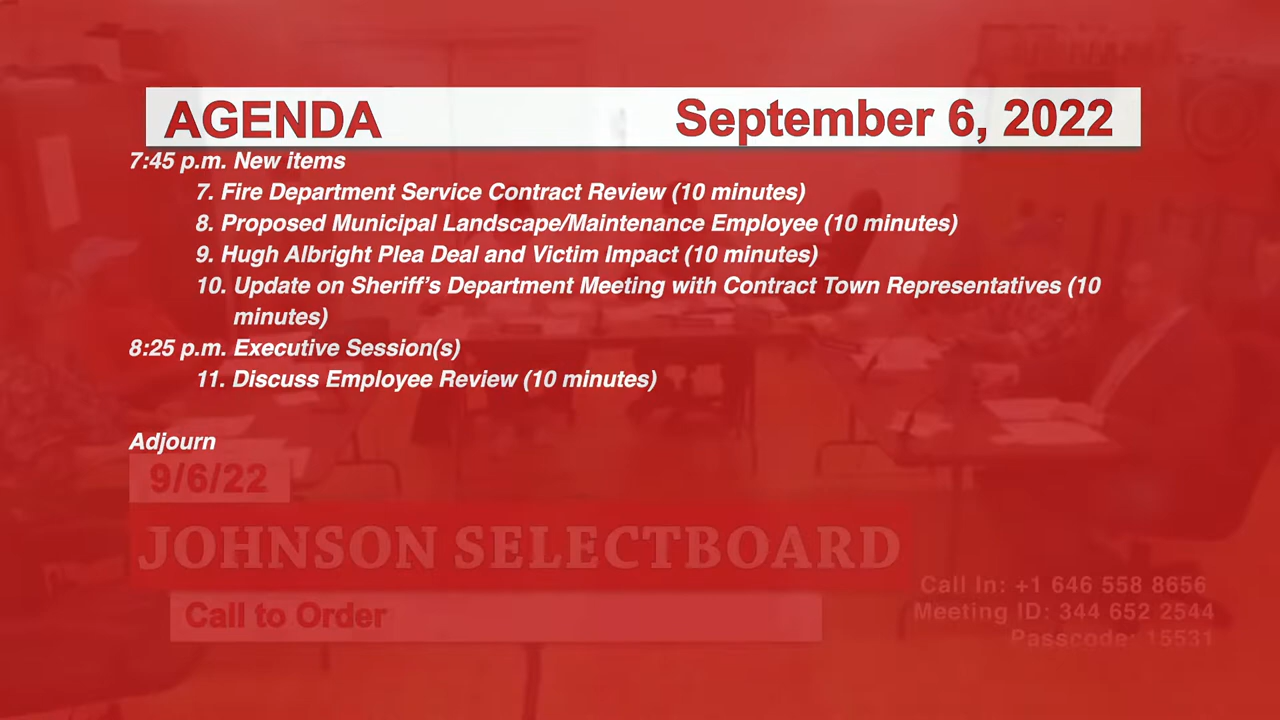 AGENDA September 6, 2022
7:45 p.m. New items
7. Fire Department Service Contract Review (10 minutes)
8. Proposed Municipal Landscape/Maintenance Employee (10 minutes)
9. Hugh Albright Plea Deal and Victim Impact (10 minutes)
10. Update on Sheriff's Department Meeting with Contract Town Representatives (10
minutes)
8:25 p.m. Executive Session(s)
11. Discuss Employee Review (10 minutes)
Adjourn
9/6/22
JOHNSON SELECTBOARD
Call to Order
Call In: +1 646 558 8656
Meeting ID: 344 652 2544
Passcode: 15531